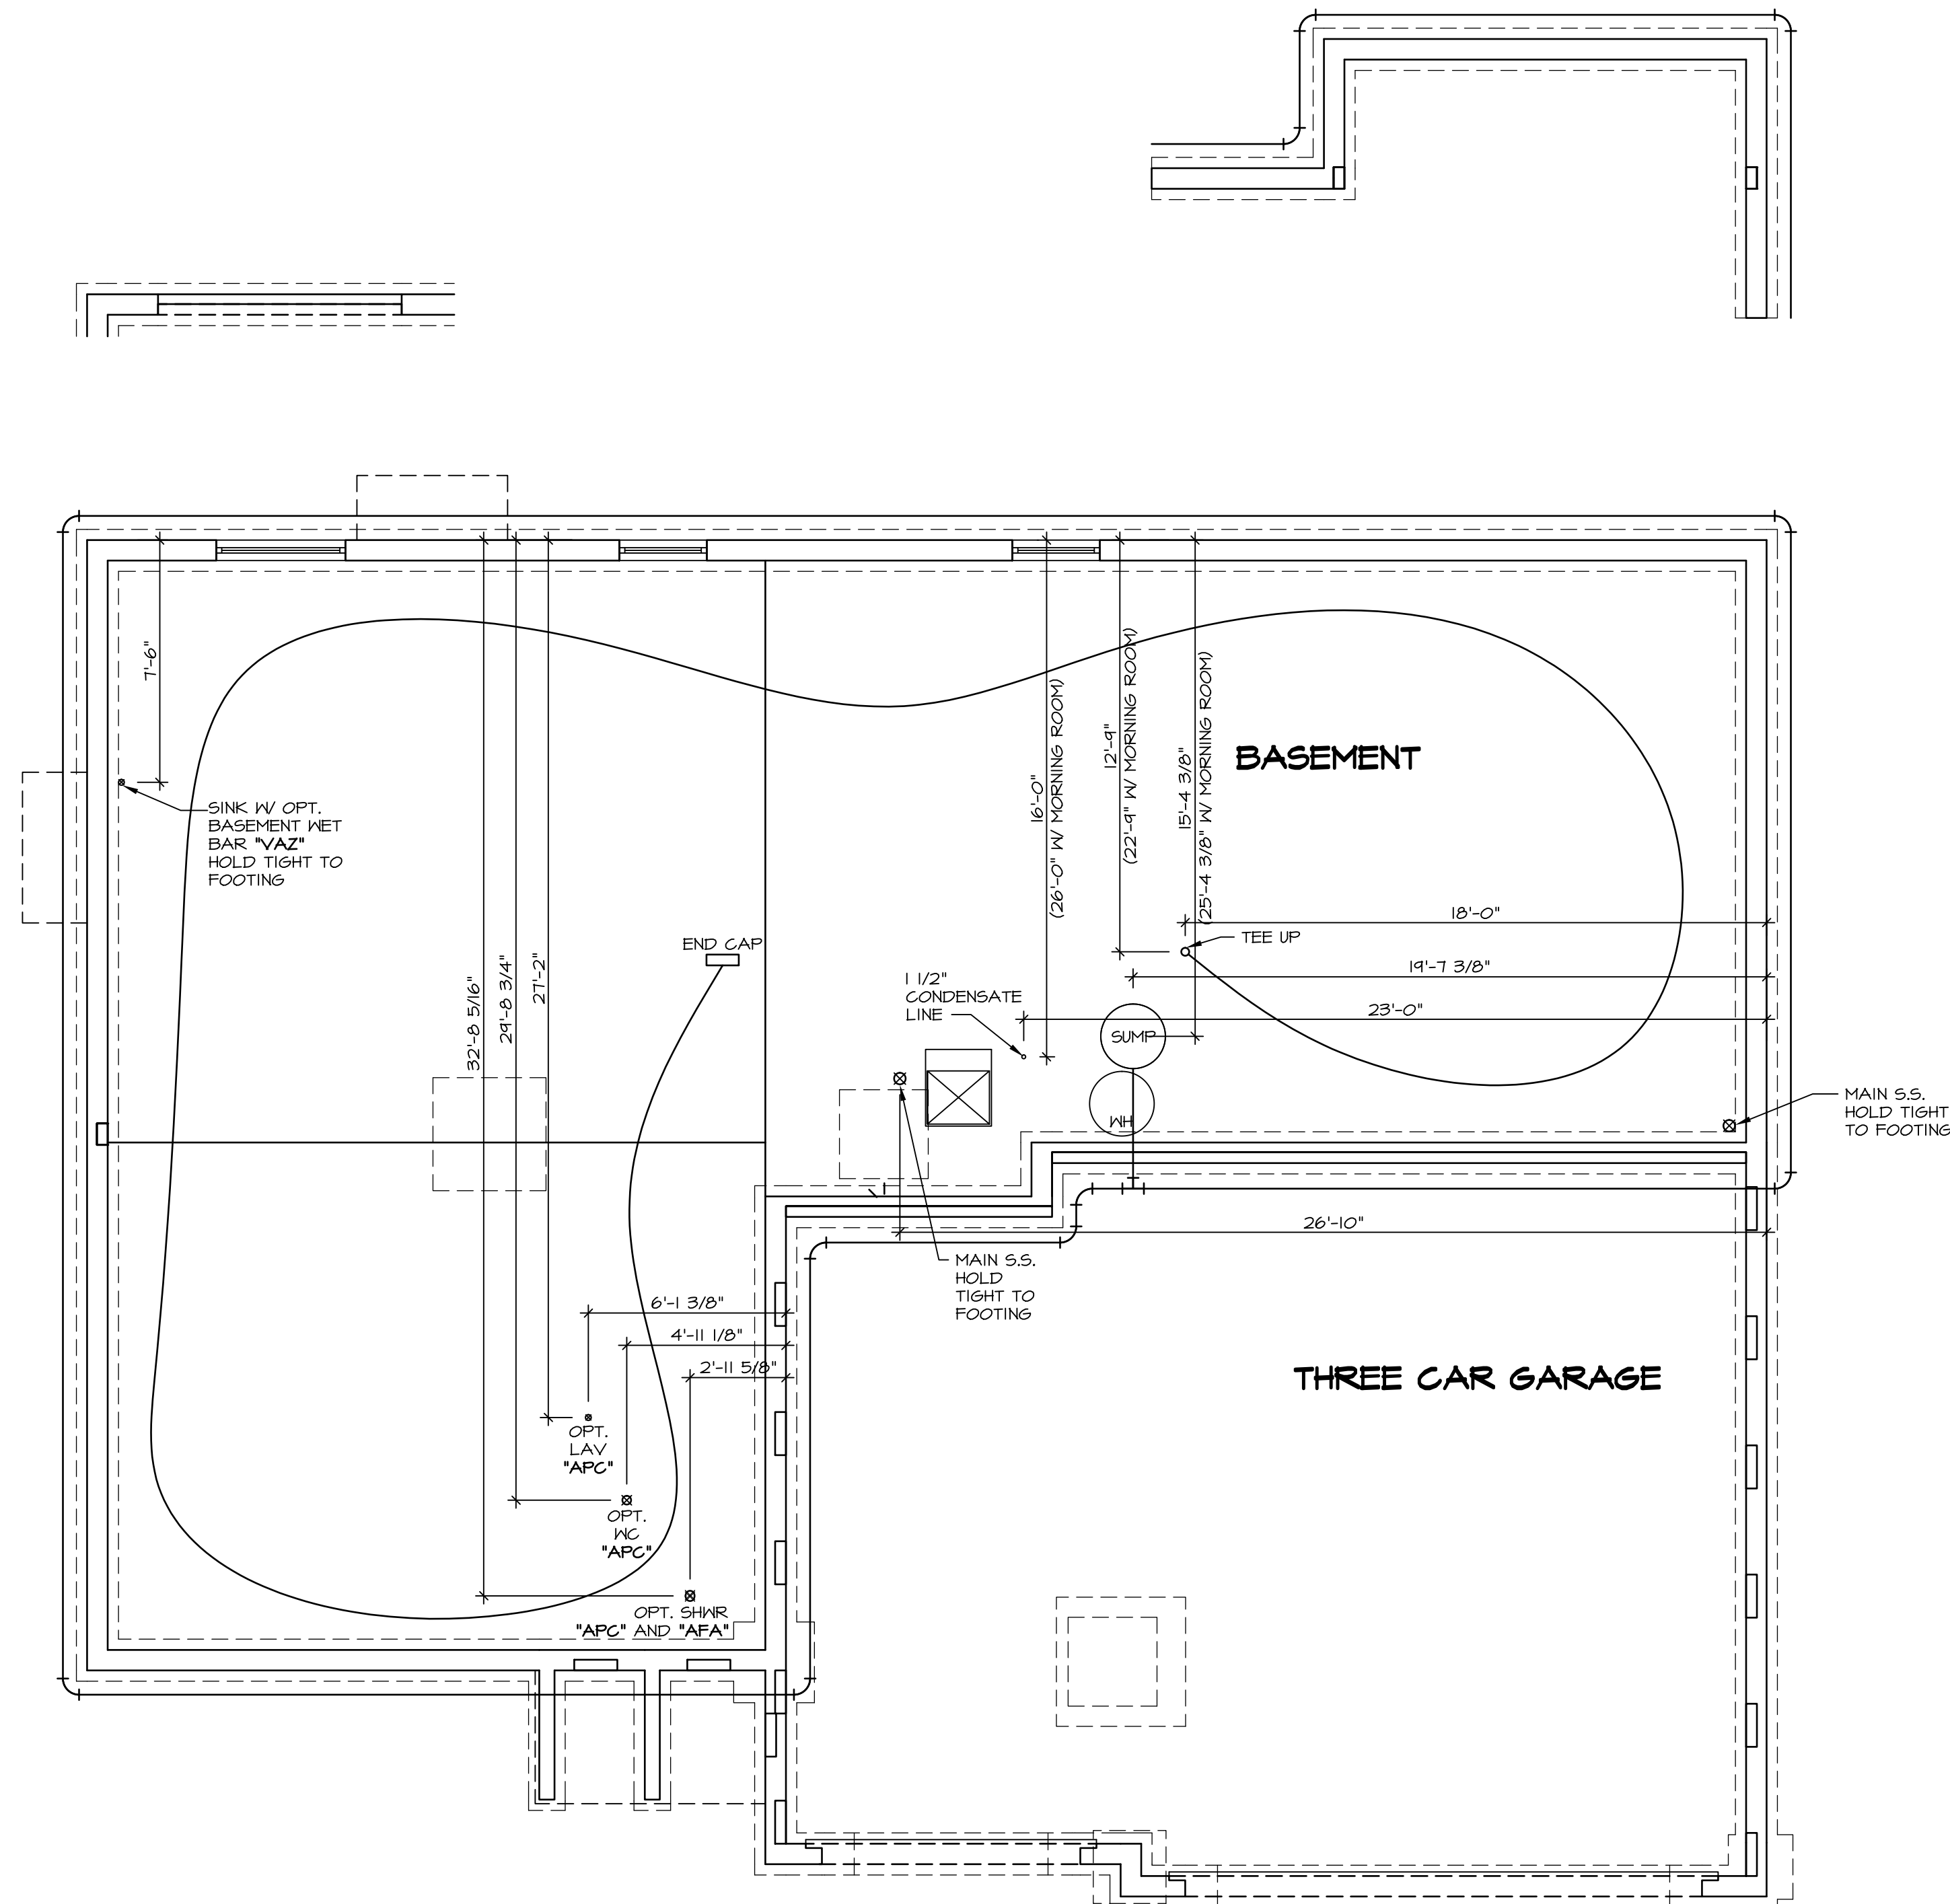 7'-6"
SINK W/ OPT.
BASEMENT WET
BAR "VAZ"
HOLD TIGHT TO
FOOTING
32'-8 5/16"
29'-8 3/4"
27'-2"
END CAP
1 1/2"
CONDENSATE
LINE
16'-0"
(26'-0" W/ MORNING ROOM)
12'-9"
(22'-9" W/ MORNING ROOM)
15'-4 3/8"
(25'-4 3/8" W/ MORNING ROOM)
BASEMENT
18'-0"
TEE UP
19'-7 3/8"
23'-0"
SUMP
WH
MAIN S.S.
HOLD TIGHT
TO FOOTING
26'-10"
MAIN S.S.
HOLD
TIGHT TO
FOOTING
6'-1 3/8"
4'-11 1/8"
2'-11 5/8"
THREE CAR GARAGE
OPT.
LAV
"APC"
OPT.
WC
"APC"
OPT. SHWR
"APC" AND "AFA"